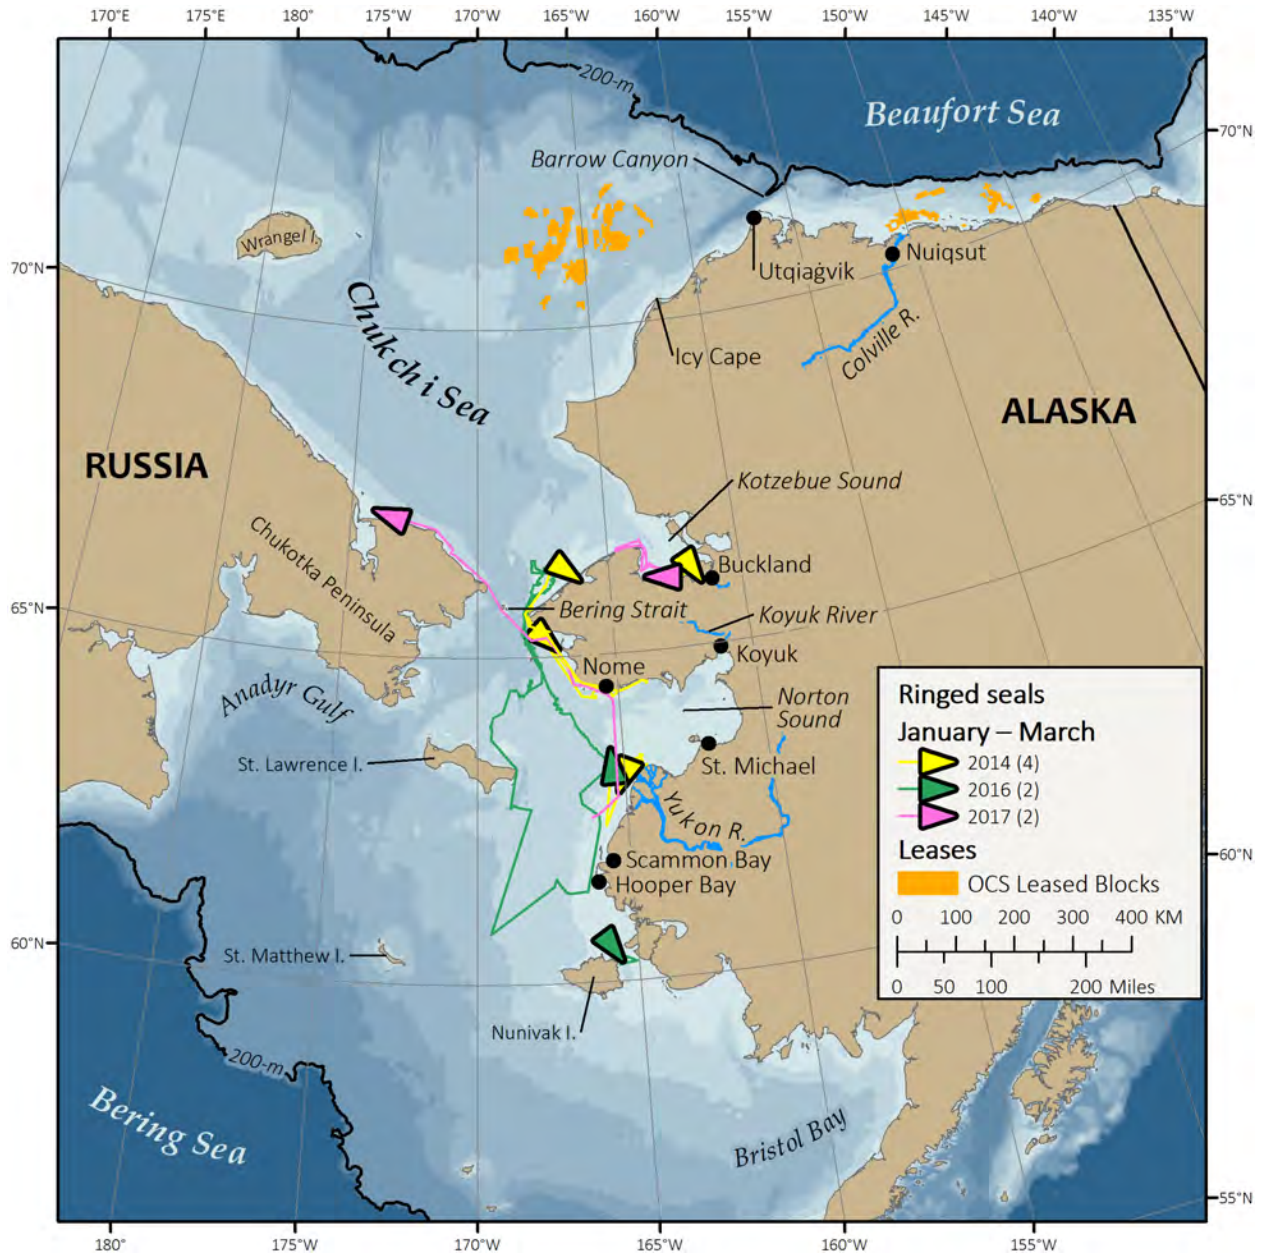 170°E
175°E
180°
175°W
170°W
165°W
160°W
155°W
150°W
145°W
140°W
135°W
200-m
Beaufort Sea
70°N
Barrow Canyon
Wrangel I.
Utqiaġvik
Nuiqsut
70°N
Chukchi Sea
Icy Cape
Colville R.
ALASKA
RUSSIA
Kotzebue Sound
65°N
Chukotka Peninsula
Buckland
65°N
Bering Strait
Koyuk River
Koyuk
Nome
Anadyr Gulf
Norton
Sound
St. Lawrence I.
St. Michael
Yukon R.
Scammon Bay
Hooper Bay
60°N
60°N
St. Matthew I.
Nunivak I.
200-m
Bering Sea
Bristol Bay
55°N
Ringed seals
January – March
2014 (4)
2016 (2)
2017 (2)
Leases
OCS Leased Blocks
0 100 200 300 400 KM
0 50 100 200 Miles
180°
175°W
170°W
165°W
160°W
155°W